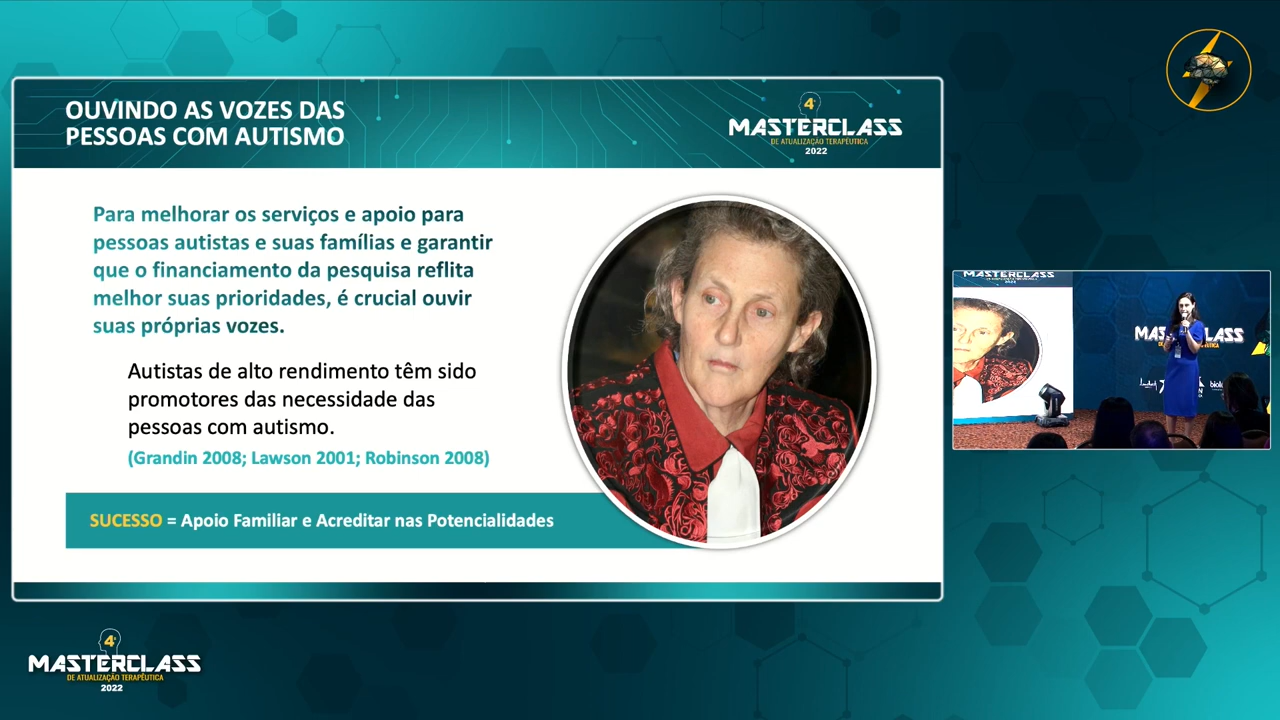 OUVINDO AS VOZES DAS
PESSOAS COM AUTISMO
4ª
MASTERCLASS
DE ATUALIZAÇÃO TERAPÊUTICA
2022
Para melhorar os serviços e apoio para
pessoas autistas e suas famílias e garantir
que o financiamento da pesquisa reflita
melhor suas prioridades, é crucial ouvir
suas próprias vozes.
Autistas de alto rendimento têm sido
promotores das necessidade das
pessoas com autismo.
(Grandin 2008; Lawson 2001; Robinson 2008)
SUCESSO = Apoio Familiar e Acreditar nas Potencialidades
MASTERCLASS
MASTERCLASS
4ª
MASTERCLASS
DE ATUALIZAÇÃO TERAPÊUTICA
2022